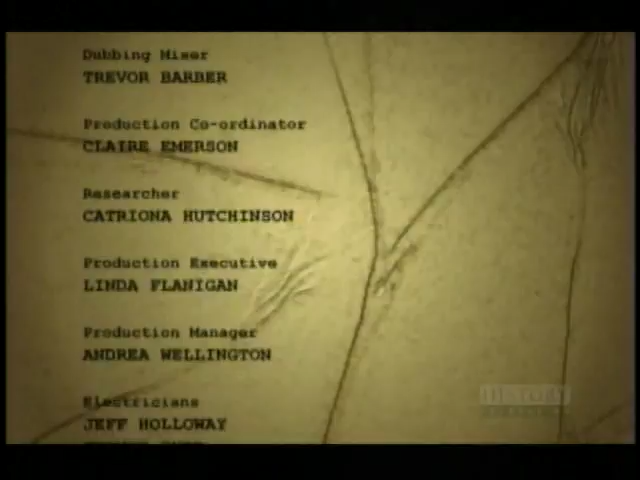 Dubbing Mixer
TREVOR BARBER
Production Co-ordinator
CLAIRE EMERSON
Researcher
CATRIONA HUTCHINSON
Production Executive
LINDA FLANIGAN
Production Manager
ANDREA WELLINGTON
Electricians
JEFF HOLLOWAY
HISTORY